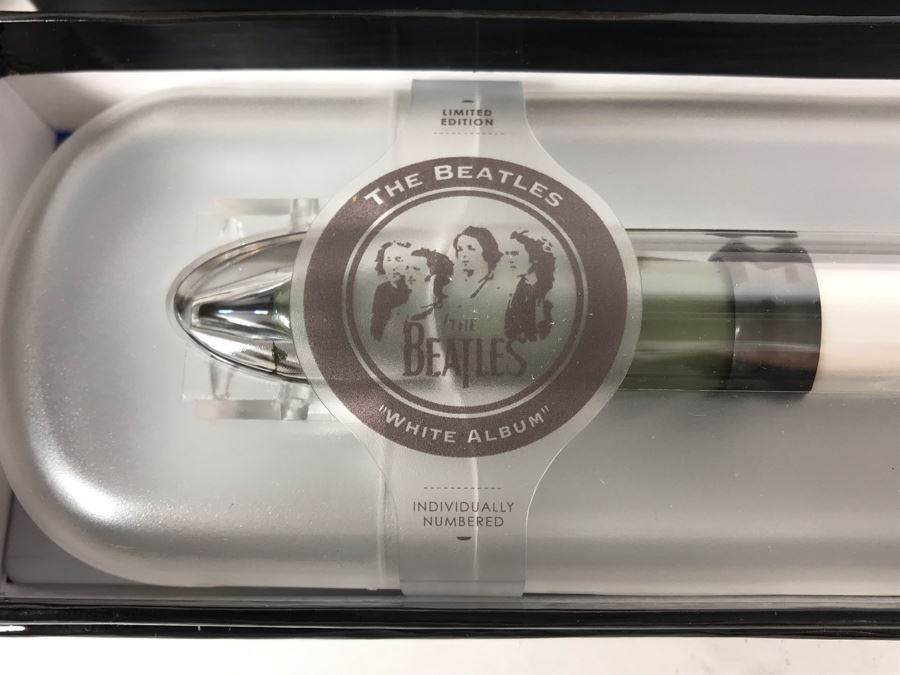 LIMITED
EDITION
THE BEATLES
THE
BEATLES
"WHITE ALBUM"
INDIVIDUALLY
NUMBERED